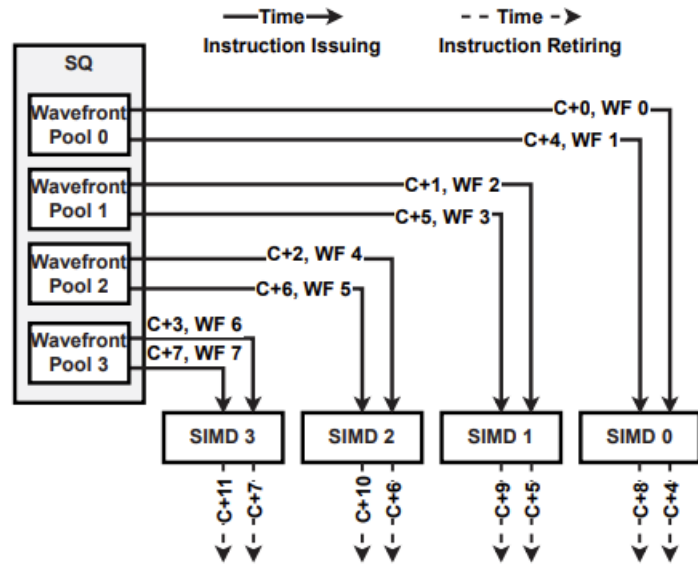 Time
Instruction Issuing
Time
Instruction Retiring
SQ
Wavefront
Pool 0
C+0, WF 0
C+4, WF 1
Wavefront
Pool 1
C+1, WF 2
C+5, WF 3
Wavefront
Pool 2
C+2, WF 4
C+6, WF 5
Wavefront
Pool 3
C+3, WF 6
C+7, WF 7
SIMD 3
SIMD 2
SIMD 1
SIMD 0
C+11
C+7
C+10
C+6
C+9
C+5
C+8
C+4